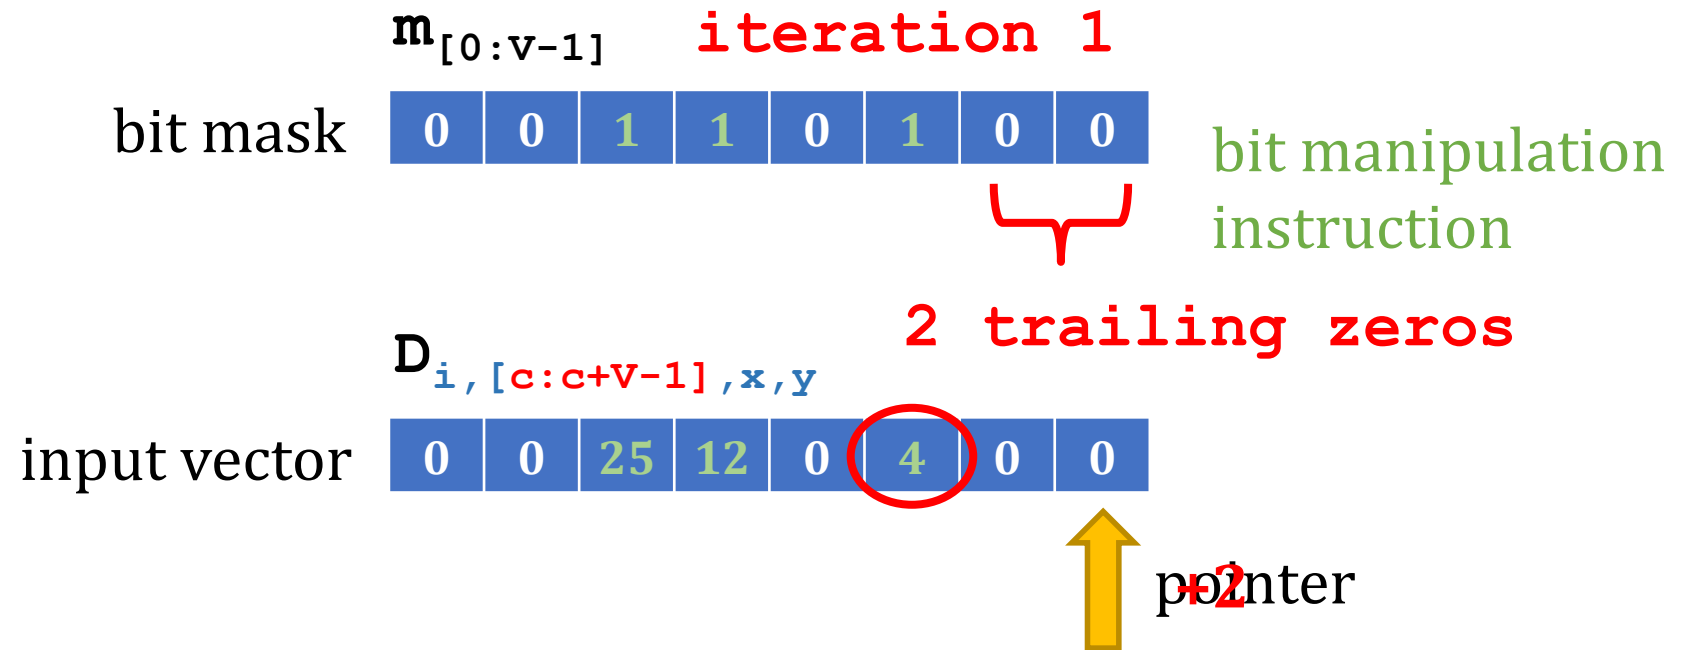 m[0:V-1] iteration 1
bit mask 0 0 1 1 0 1 0 0
bit manipulation
instruction
2 trailing zeros
Di,[c:c+V-1],x,y
input vector 0 0 25 12 0 4 0 0
pointer
+2